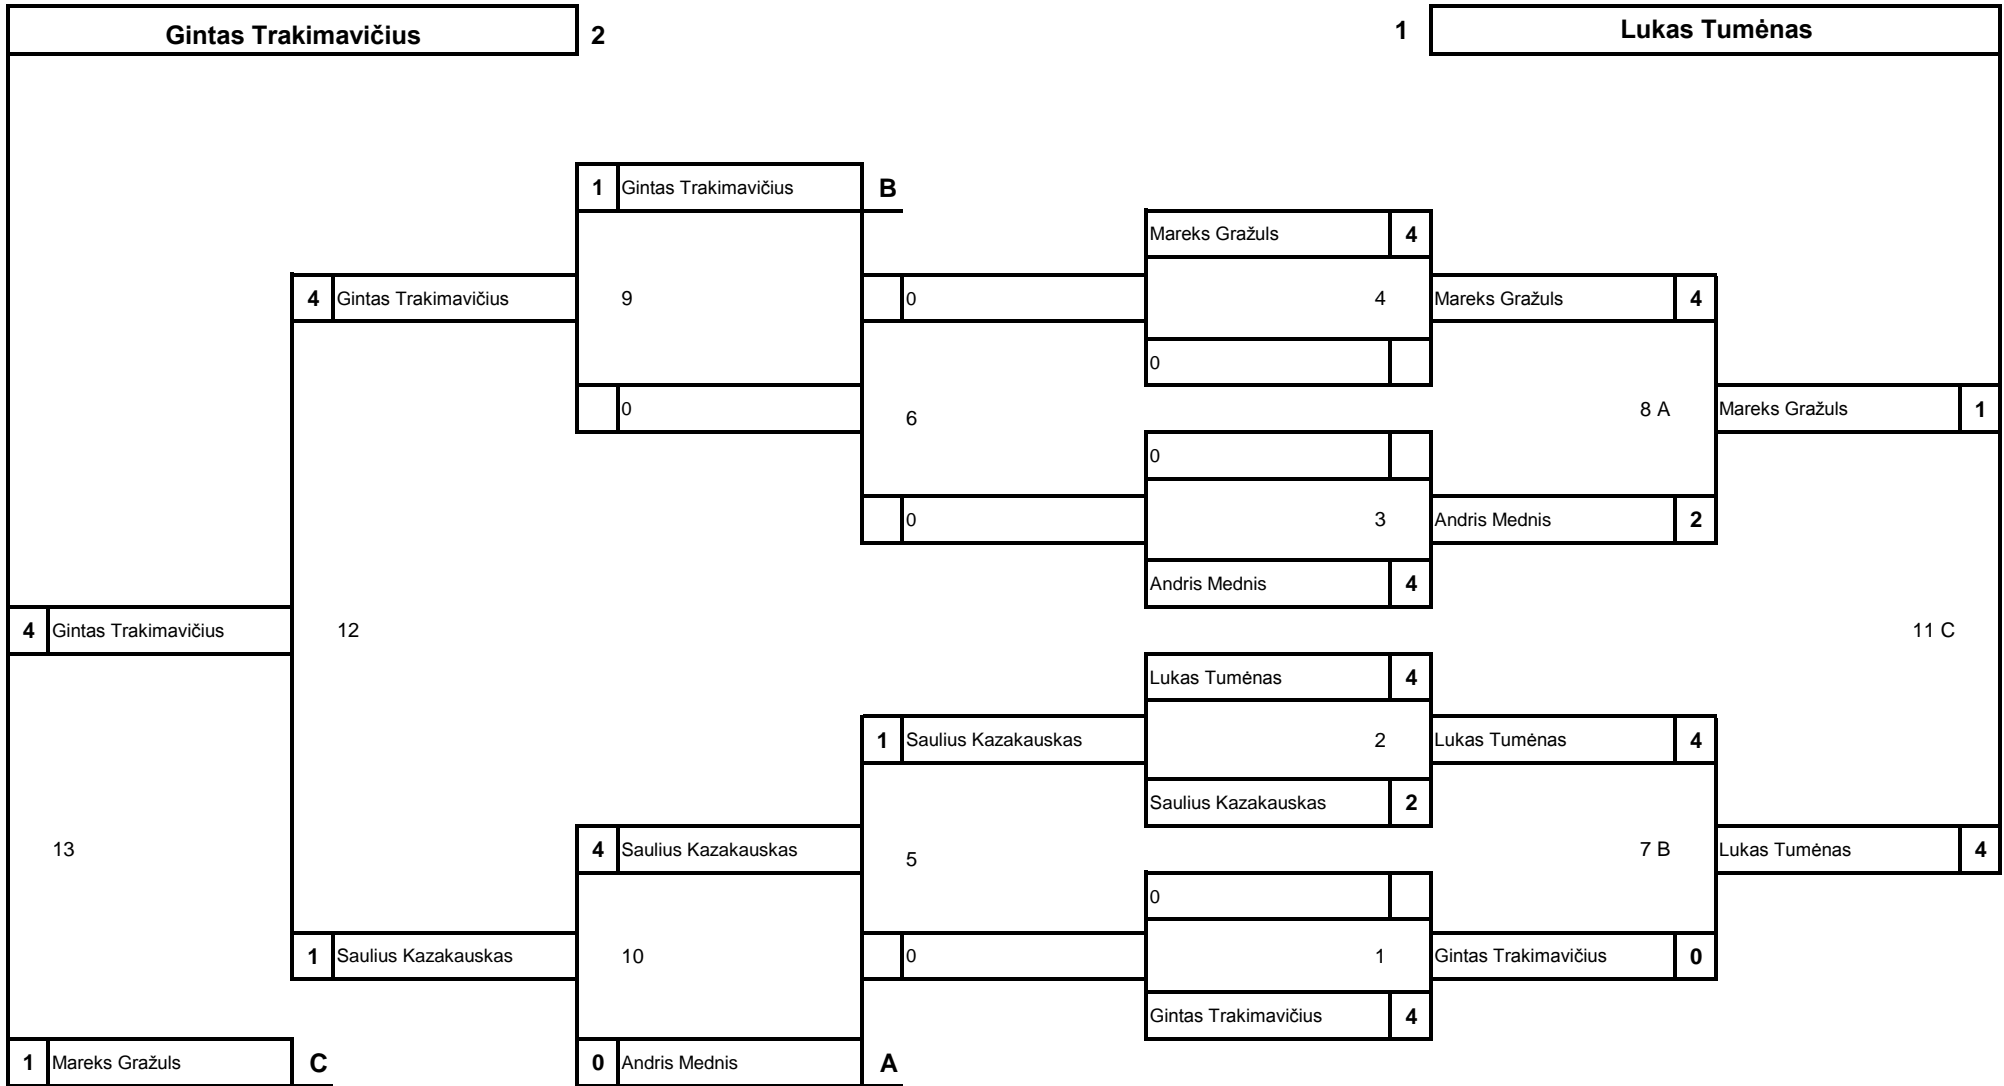 Gintas Trakimavičius 2 1 Lukas Tumėnas
1 Gintas Trakimavičius B
Mareks Gražuls 4
4 Gintas Trakimavičius 9 0 4 Mareks Gražuls 4
0
0 6 8 A Mareks Gražuls 1
0
0 3 Andris Mednis 2
Andris Mednis 4
4 Gintas Trakimavičius 12 11 C
Lukas Tumėnas 4
1 Saulius Kazakauskas 2 Lukas Tumėnas 4
Saulius Kazakauskas 2
13 4 Saulius Kazakauskas 5 7 B Lukas Tumėnas 4
0
1 Saulius Kazakauskas 10 0 1 Gintas Trakimavičius 0
Gintas Trakimavičius 4
1 Mareks Gražuls C 0 Andris Mednis A